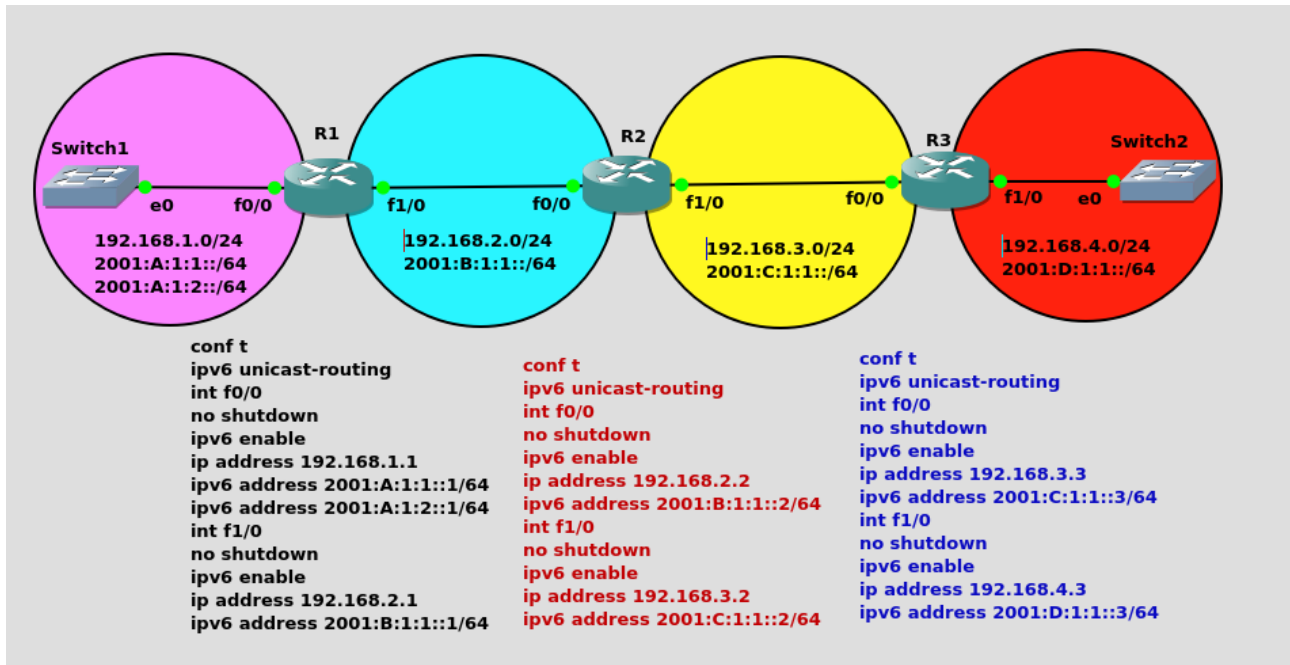 Switch1
R1
R2
R3
Switch2
e0
f0/0
f1/0
f0/0
f1/0
f0/0
f1/0
e0
192.168.1.0/24
2001:A:1:1::/64
2001:A:1:2::/64
192.168.2.0/24
2001:B:1:1::/64
192.168.3.0/24
2001:C:1:1::/64
192.168.4.0/24
2001:D:1:1::/64
conf t
ipv6 unicast-routing
int f0/0
no shutdown
ipv6 enable
ip address 192.168.1.1
ipv6 address 2001:A:1:1::1/64
ipv6 address 2001:A:1:2::1/64
int f1/0
no shutdown
ipv6 enable
ip address 192.168.2.1
ipv6 address 2001:B:1:1::1/64
conf t
ipv6 unicast-routing
int f0/0
no shutdown
ipv6 enable
ip address 192.168.2.2
ipv6 address 2001:B:1:1::2/64
int f1/0
no shutdown
ipv6 enable
ip address 192.168.3.2
ipv6 address 2001:C:1:1::2/64
conf t
ipv6 unicast-routing
int f0/0
no shutdown
ipv6 enable
ip address 192.168.3.3
ipv6 address 2001:C:1:1::3/64
int f1/0
no shutdown
ipv6 enable
ip address 192.168.4.3
ipv6 address 2001:D:1:1::3/64